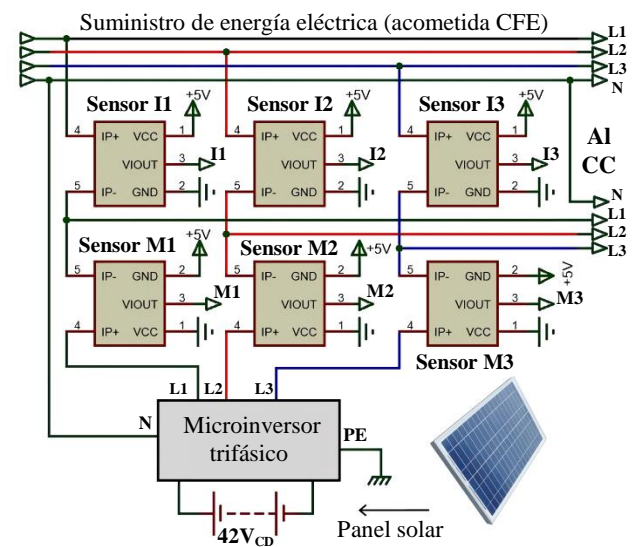 Suministro de energía eléctrica (acometida CFE)
L1
L2
L3
N
Sensor I1
+5V
Sensor I2
+5V
Sensor I3
+5V
4 IP+ VCC 1
VIOUT 3 I1
5 IP- GND 2
4 IP+ VCC 1
VIOUT 3 I2
5 IP- GND 2
4 IP+ VCC 1
VIOUT 3 I3
5 IP- GND 2
Al
CC
N
L1
L2
L3
Sensor M1
+5V
Sensor M2
+5V
5 IP- GND 2
VIOUT 3 M1
4 IP+ VCC 1
5 IP- GND 2
VIOUT 3 M2
4 IP+ VCC 1
5 IP- GND 2
+5V
VIOUT 3 M3
4 IP+ VCC 1
Sensor M3
L1 L2 L3
N
Microinversor
trifásico
PE
42VCD
Panel solar